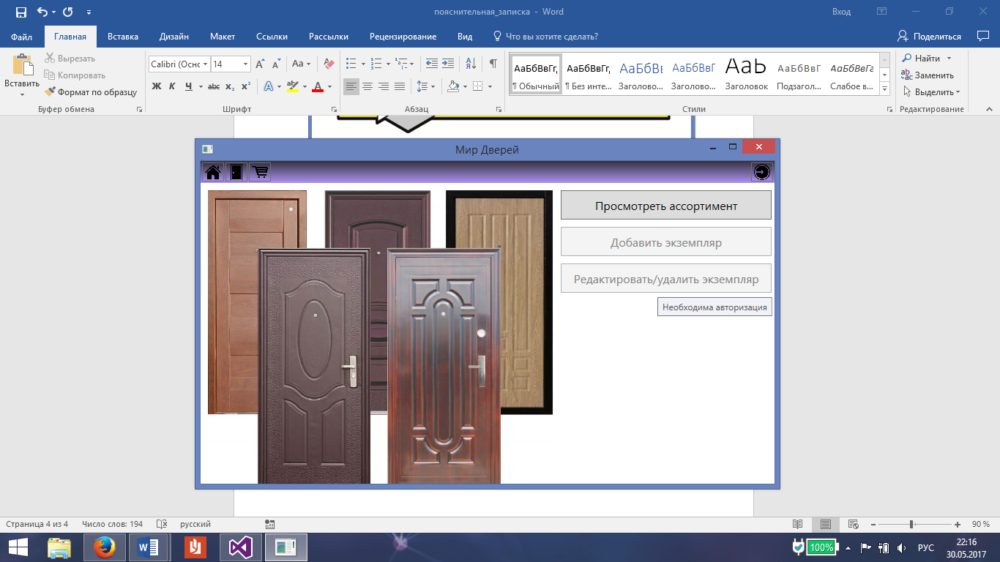 пояснительная_записка - Word
Вход
Файл
Главная
Вставка
Дизайн
Макет
Ссылки
Рассылки
Рецензирование
Вид
Что вы хотите сделать?
Поделиться
Вставить
Вырезать
Копировать
Формат по образцу
Буфер обмена
Calibri (Оснс
14
Aa
Ж К Ч abc x₂ x²
Шрифт
Абзац
АаБбВвГг,
¶ Обычный
АаБбВвГг,
¶ Без инте...
АаБбВв
Заголово...
АаБбВвГ
Заголово...
АаЬ
Заголовок
АаБбВвГ
Подзагол...
АаБбВвГг
Слабое в...
Стили
Найти
Заменить
Выделить
Редактирование
Мир Дверей
Просмотреть ассортимент
Добавить экземпляр
Редактировать/удалить экземпляр
Необходима авторизация
Страница 4 из 4
Число слов: 194
русский
90 %
100%
РУС
22:16
30.05.2017